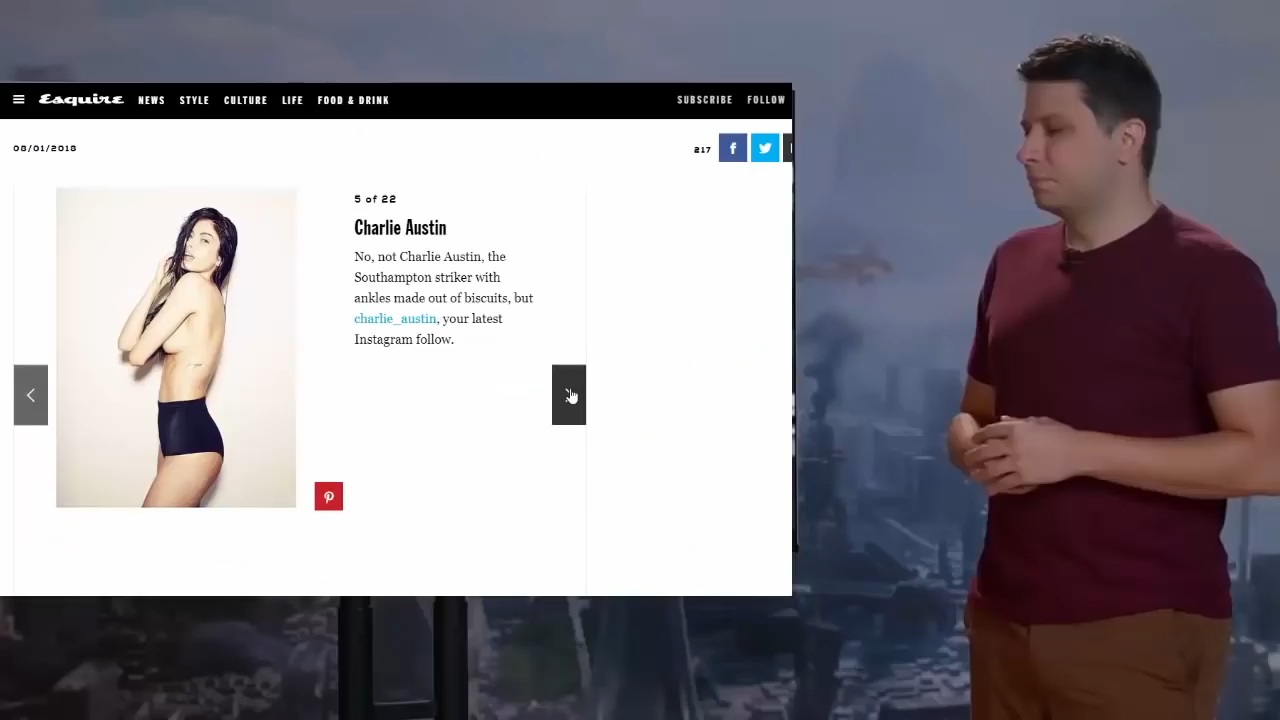 Esquire NEWS STYLE CULTURE LIFE FOOD & DRINK SUBSCRIBE FOLLOW
08/01/2018
217
5 of 22
Charlie Austin
No, not Charlie Austin, the
Southampton striker with
ankles made out of biscuits, but
charlie_austin, your latest
Instagram follow.